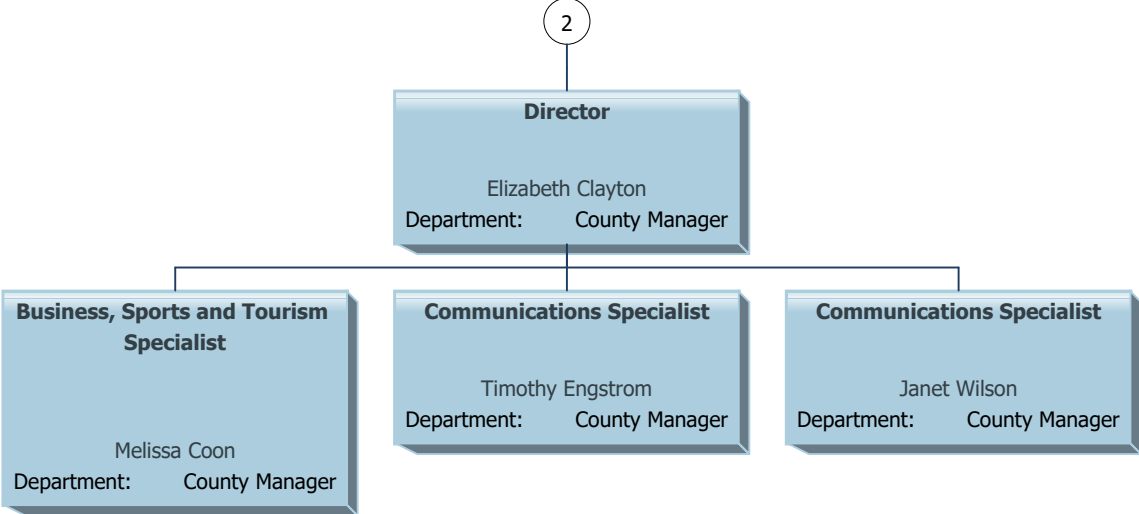 2
Director
Elizabeth Clayton
Department: County Manager
Business, Sports and Tourism
Specialist
Melissa Coon
Department: County Manager
Communications Specialist
Timothy Engstrom
Department: County Manager
Communications Specialist
Janet Wilson
Department: County Manager